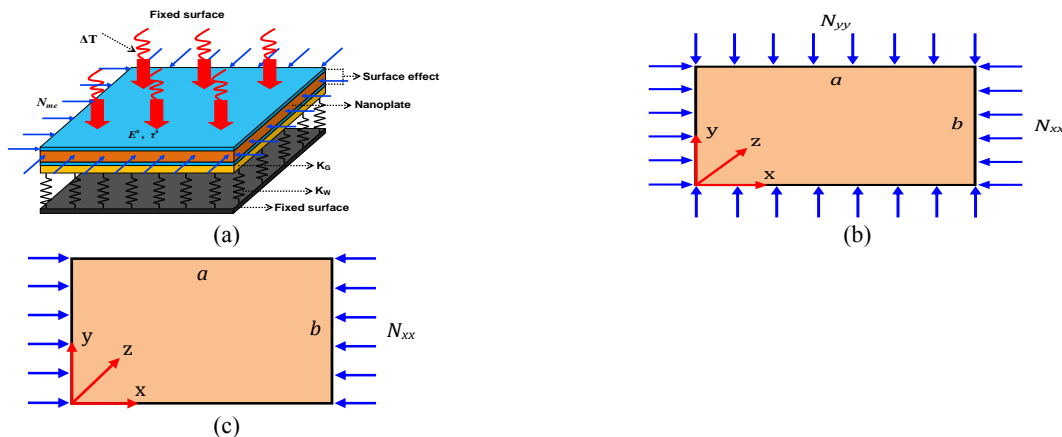 Fixed surface
ΔT
Surface effect
N_me
Nanoplate
E^s, τ^s
K_G
K_W
Fixed surface
(a)
N_yy
a
b
N_xx
y
z
x
(b)
a
b
N_xx
y
z
x
(c)